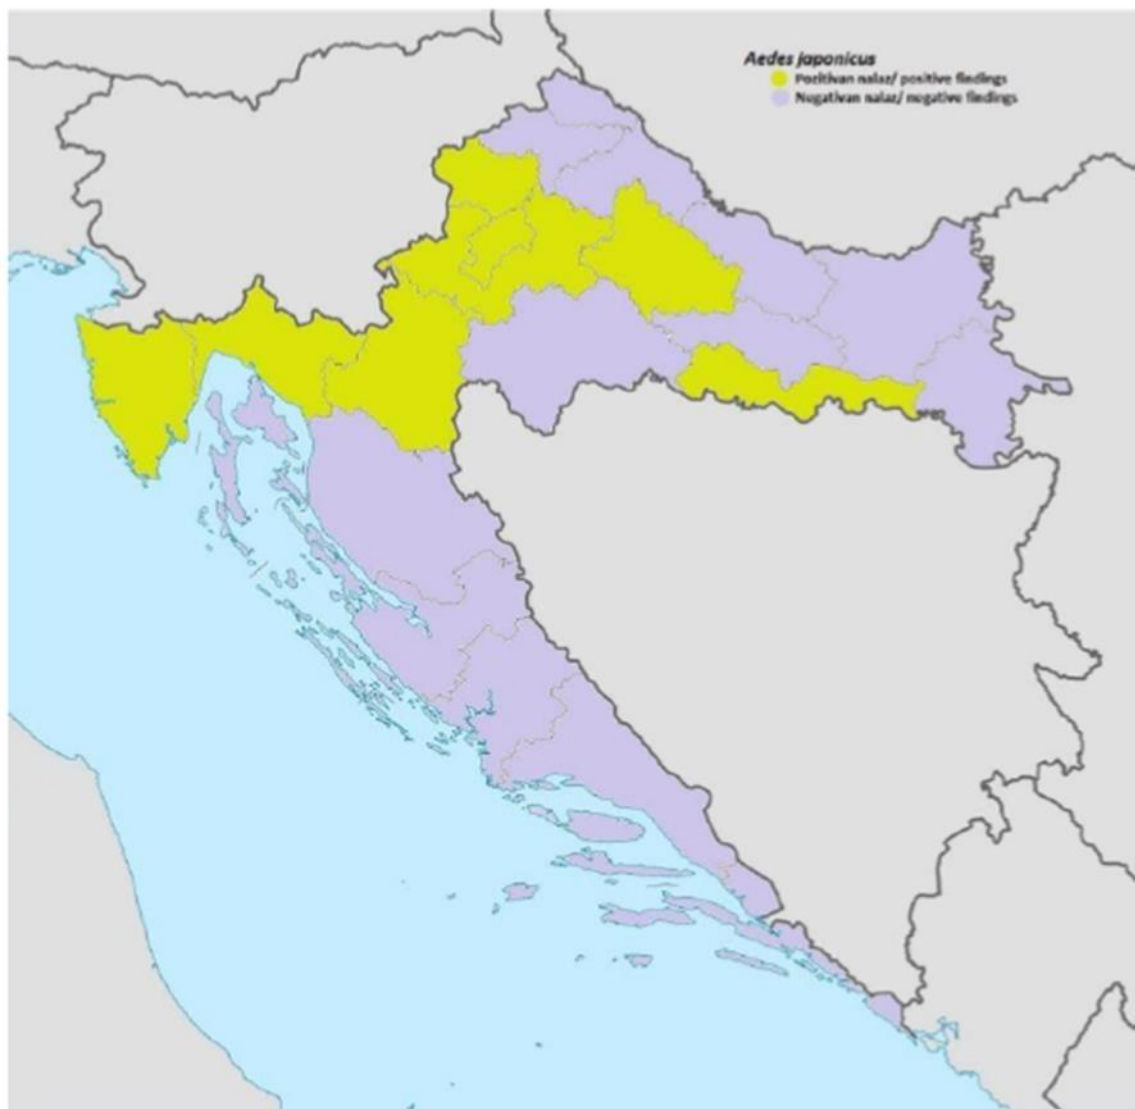 Aedes japonicus
Pozitivan nalaz/ positive findings
Negativan nalaz/ negative findings